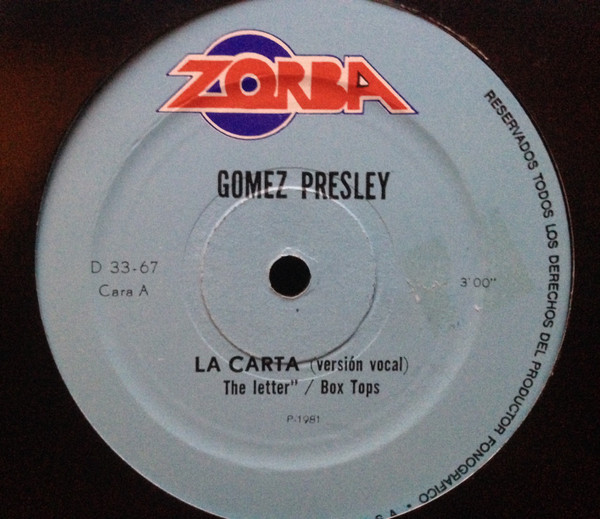 ZORBA
GOMEZ PRESLEY
D 33-67
Cara A
3'00"
LA CARTA (versión vocal)
The letter" / Box Tops
P-1981
RESERVADOS TODOS LOS DERECHOS DEL PRODUCTOR FONOGRAFICO